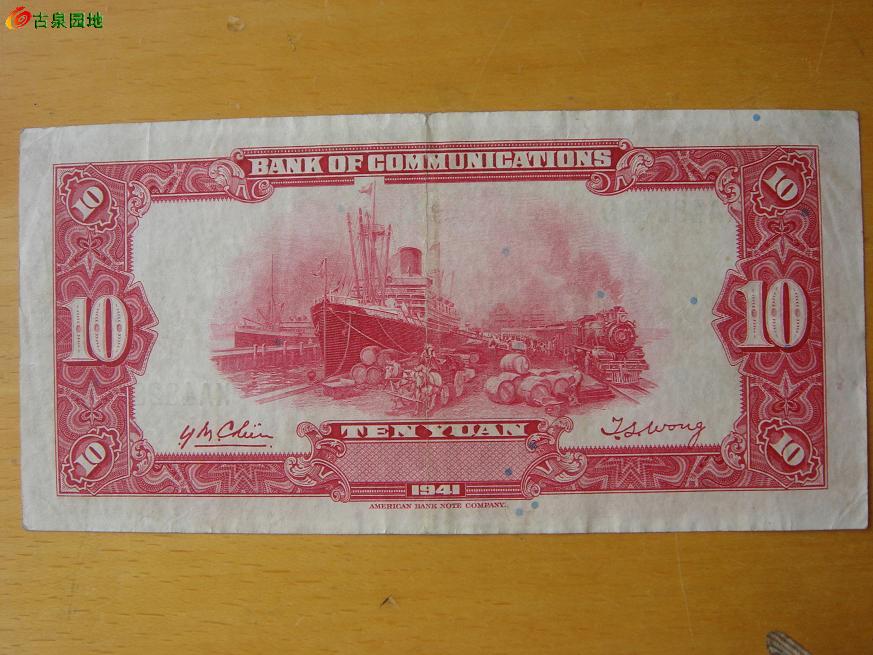 古泉园地
10 BANK OF COMMUNICATIONS 10
10 10
Y M Chien TEN YUAN T.S. Wong
10 1941 10
AMERICAN BANK NOTE COMPANY.